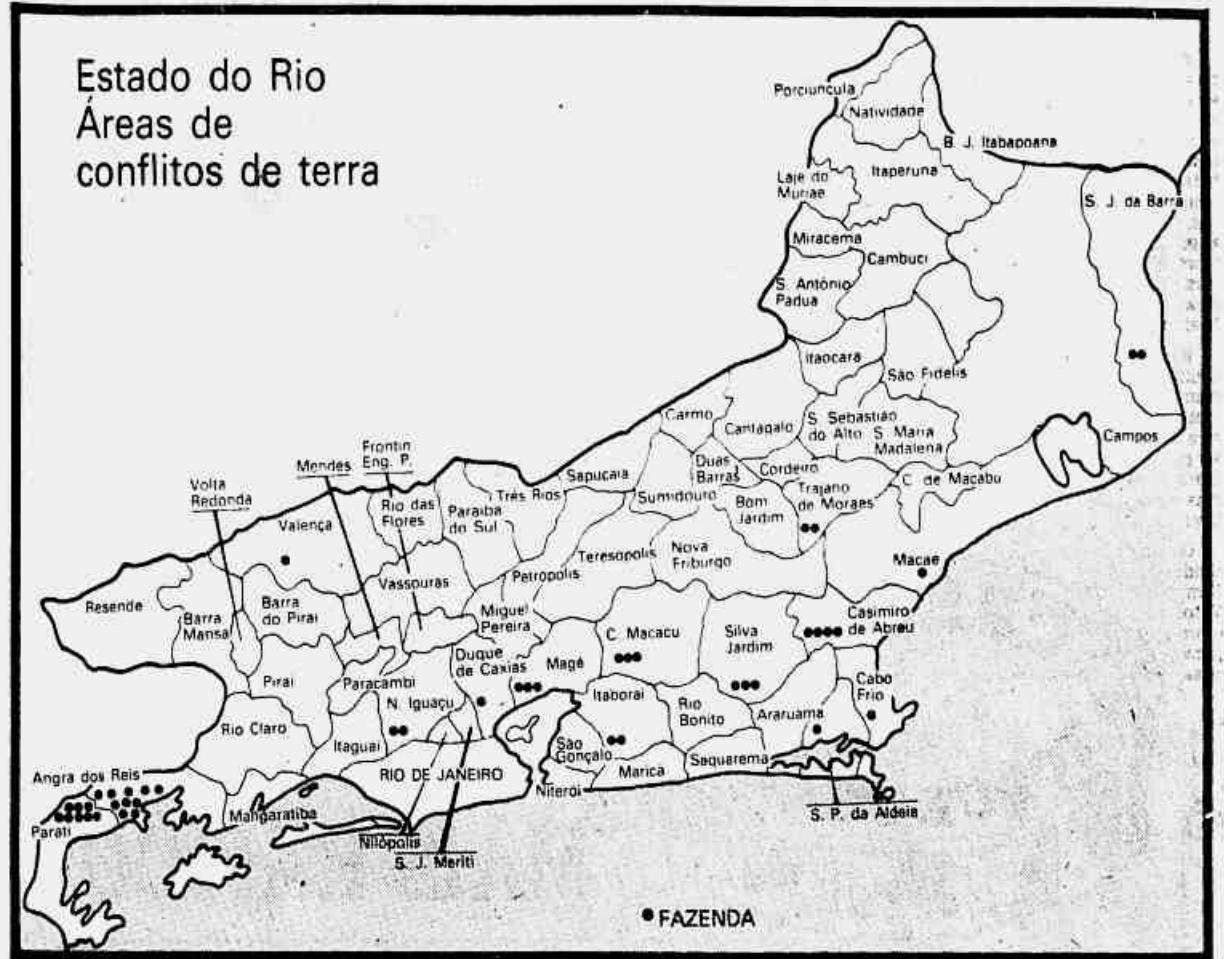 Estado do Rio
Áreas de
conflitos de terra
Porciuncula
Natividade
B. J. Itabapoana
Laje do
Muriae
Itaperuna
S. J. da Barra
Miracema
Cambuci
S. Antônio
Padua
Itaocara
São Fidelis
Carmo
Cantagalo
S. Sebastião
do Alto
S. Maria
Madalena
Campos
Frontin
Eng. P.
Mendes
Volta
Redonda
Sapucaia
Duas
Barras
Cordeiro
C. de Macabu
Valença
Rio das
Flores
Paraiba
do Sul
Três Rios
Sumidouro
Bom
Jardim
Trajano
de Moraes
Teresopolis
Nova
Friburgo
Macae
Resende
Barra
Mansa
Barra
do Pirai
Vassouras
Petropolis
Miguel
Pereira
C. Macacu
Silva
Jardim
Casimiro
de Abreu
Pirai
Paracambi
Duque
de Caxias
Magé
Itaborai
Rio
Bonito
Araruama
Cabo
Frio
Rio Claro
Itaguai
N. Iguaçu
São
Gonçalo
Marica
Saquarema
RIO DE JANEIRO
Niteroi
Angra dos Reis
Parati
Mangaratiba
Nilópolis
S. J. Meriti
S. P. da Aldeia
FAZENDA